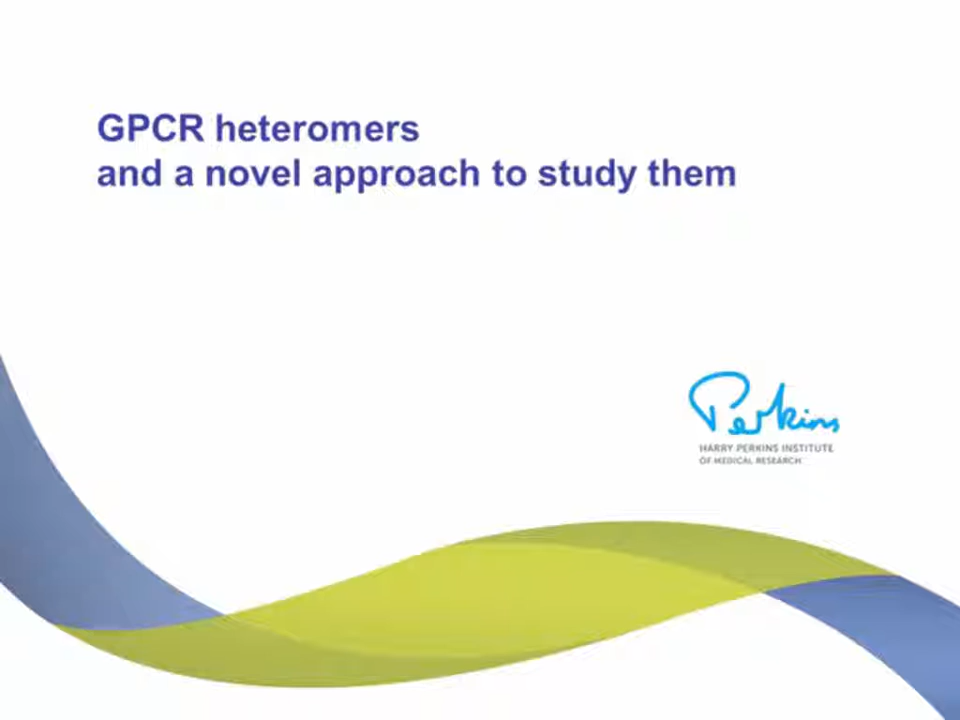 GPCR heteromers
and a novel approach to study them
Perkins
HARRY PERKINS INSTITUTE
OF MEDICAL RESEARCH